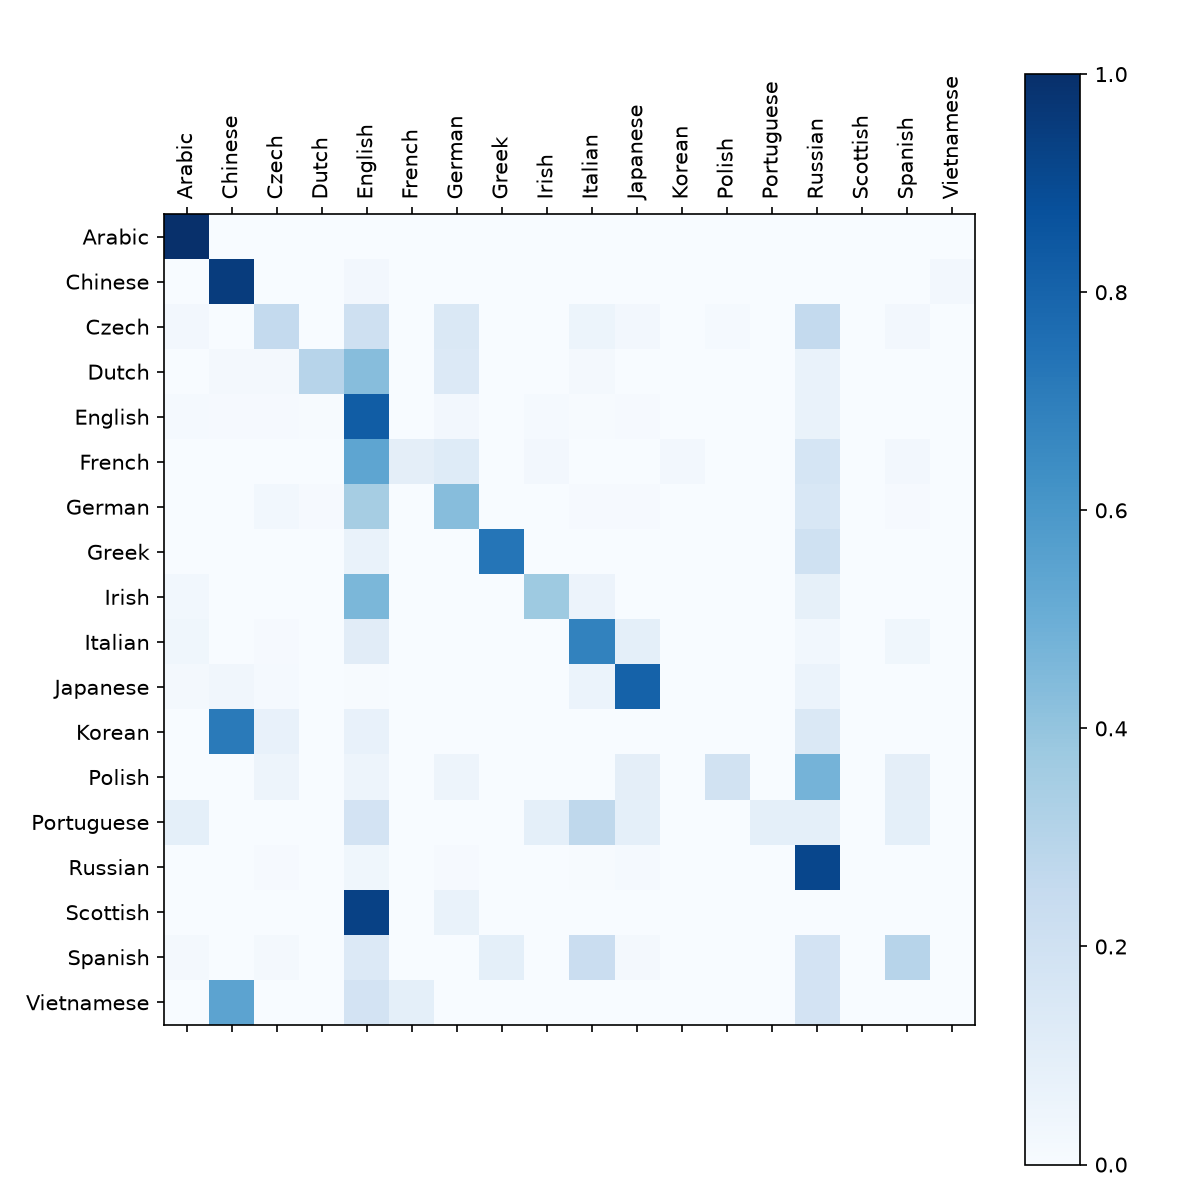 Arabic
Chinese
Czech
Dutch
English
French
German
Greek
Irish
Italian
Japanese
Korean
Polish
Portuguese
Russian
Scottish
Spanish
Vietnamese
Arabic
Chinese
Czech
Dutch
English
French
German
Greek
Irish
Italian
Japanese
Korean
Polish
Portuguese
Russian
Scottish
Spanish
Vietnamese
1.0
0.8
0.6
0.4
0.2
0.0